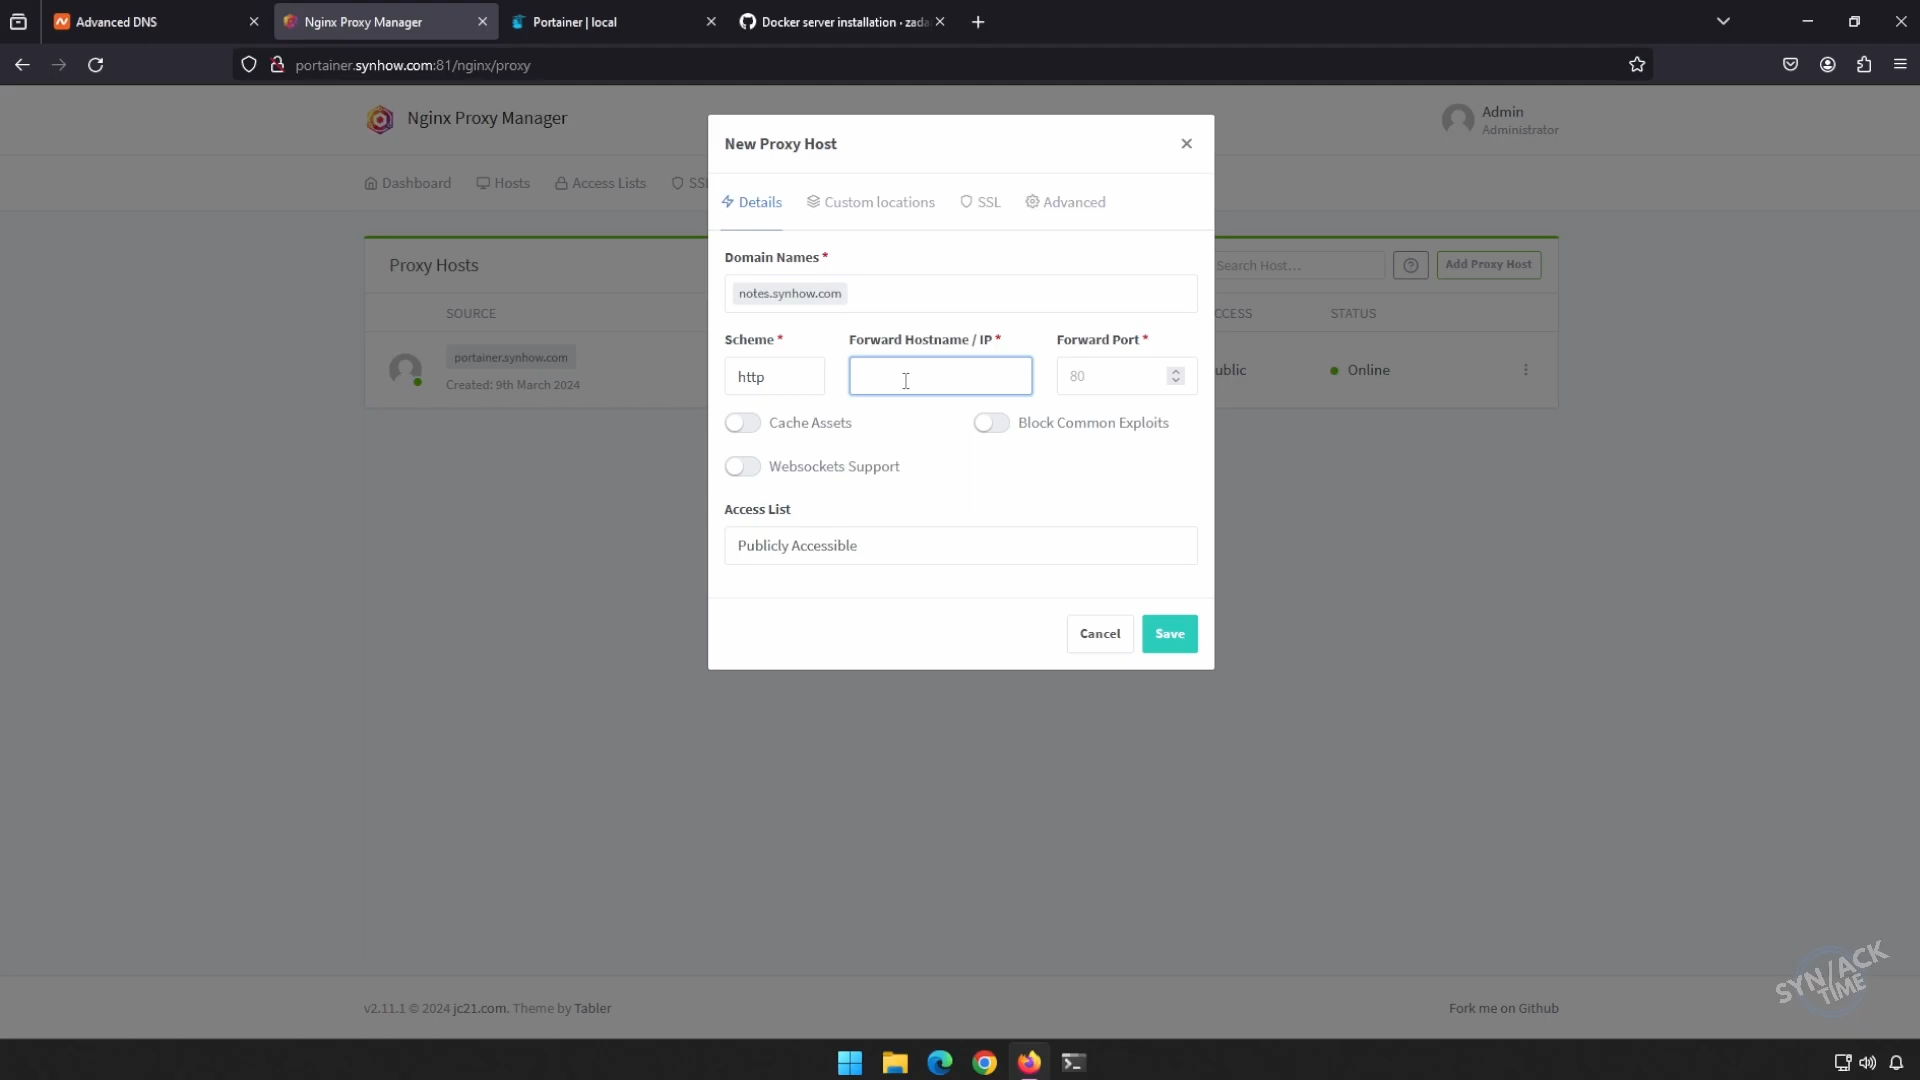 Advanced DNS
Nginx Proxy Manager
Portainer | local
Docker server installation · zada
portainer.synhow.com:81/nginx/proxy
Nginx Proxy Manager
Admin
Administrator
Dashboard
Hosts
Access Lists
SS
Proxy Hosts
Search Host...
Add Proxy Host
SOURCE
CCESS
STATUS
portainer.synhow.com
Created: 9th March 2024
ublic
Online
New Proxy Host
Details
Custom locations
SSL
Advanced
Domain Names *
notes.synhow.com
Scheme *
Forward Hostname / IP *
Forward Port *
http
80
Cache Assets
Block Common Exploits
Websockets Support
Access List
Publicly Accessible
Cancel
Save
v2.11.1 © 2024 jc21.com. Theme by Tabler
Fork me on Github
SYN/ACK
TIME